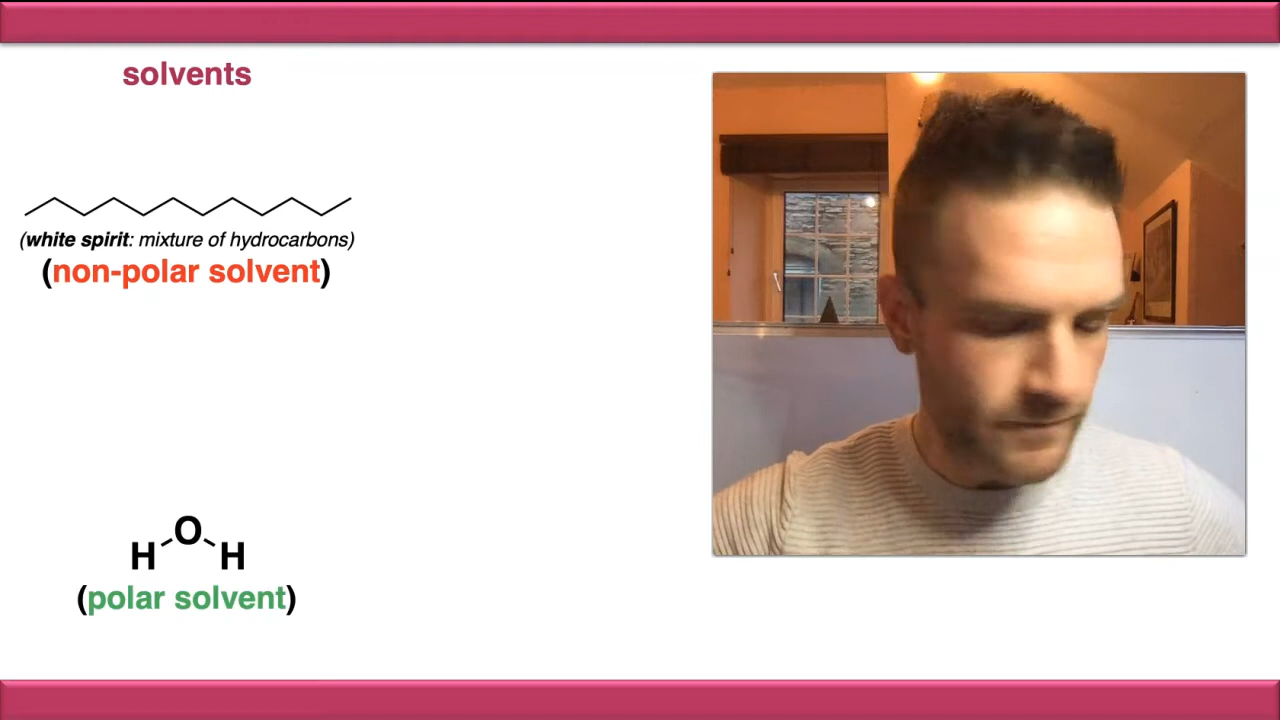 solvents
(white spirit: mixture of hydrocarbons)
(non-polar solvent)
O
H H
(polar solvent)